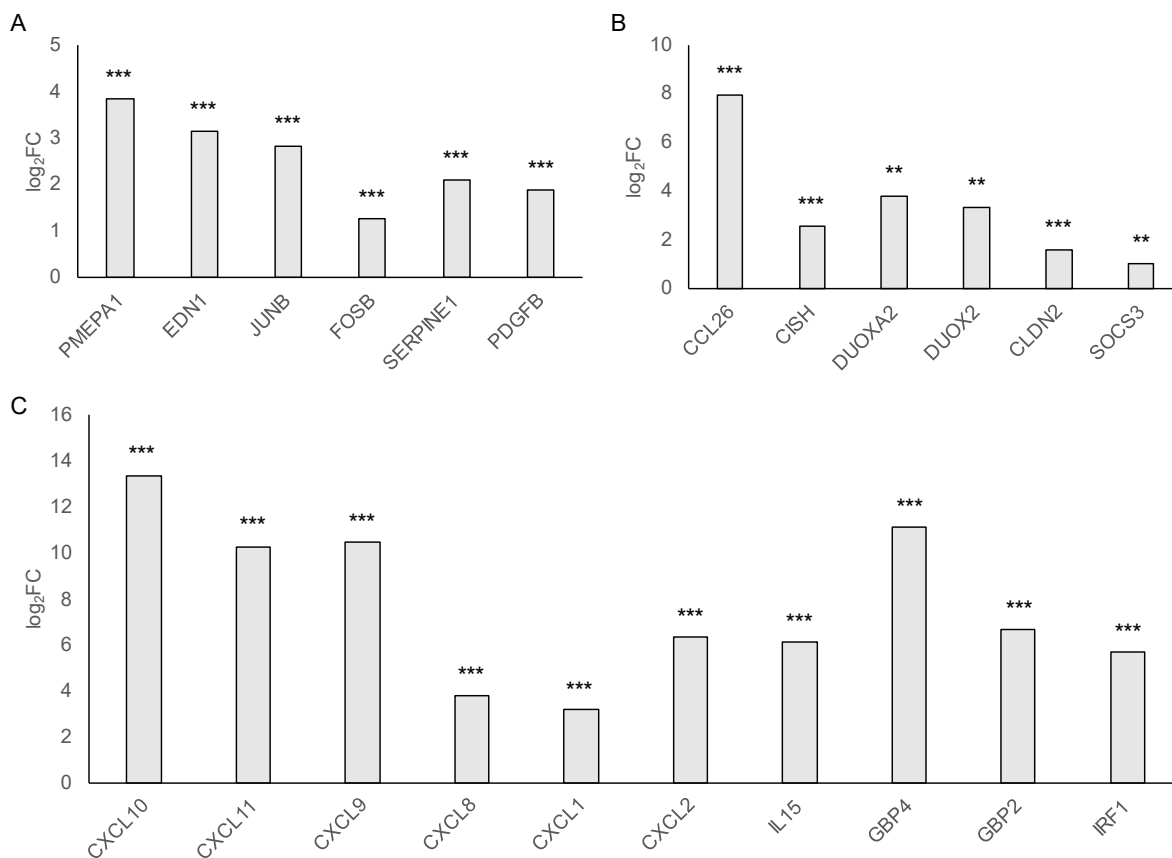 A
5
4
3
2
1
0
log₂FC
***
***
***
***
***
***
PMEPA1
EDN1
JUNB
FOSB
SERPINE1
PDGFB
B
10
8
6
4
2
0
log₂FC
***
***
**
**
***
**
CCL26
CISH
DUOXA2
DUOX2
CLDN2
SOCS3
C
16
14
12
10
8
6
4
2
0
log₂FC
***
***
***
***
***
***
***
***
***
***
CXCL10
CXCL11
CXCL9
CXCL8
CXCL1
CXCL2
IL15
GBP4
GBP2
IRF1